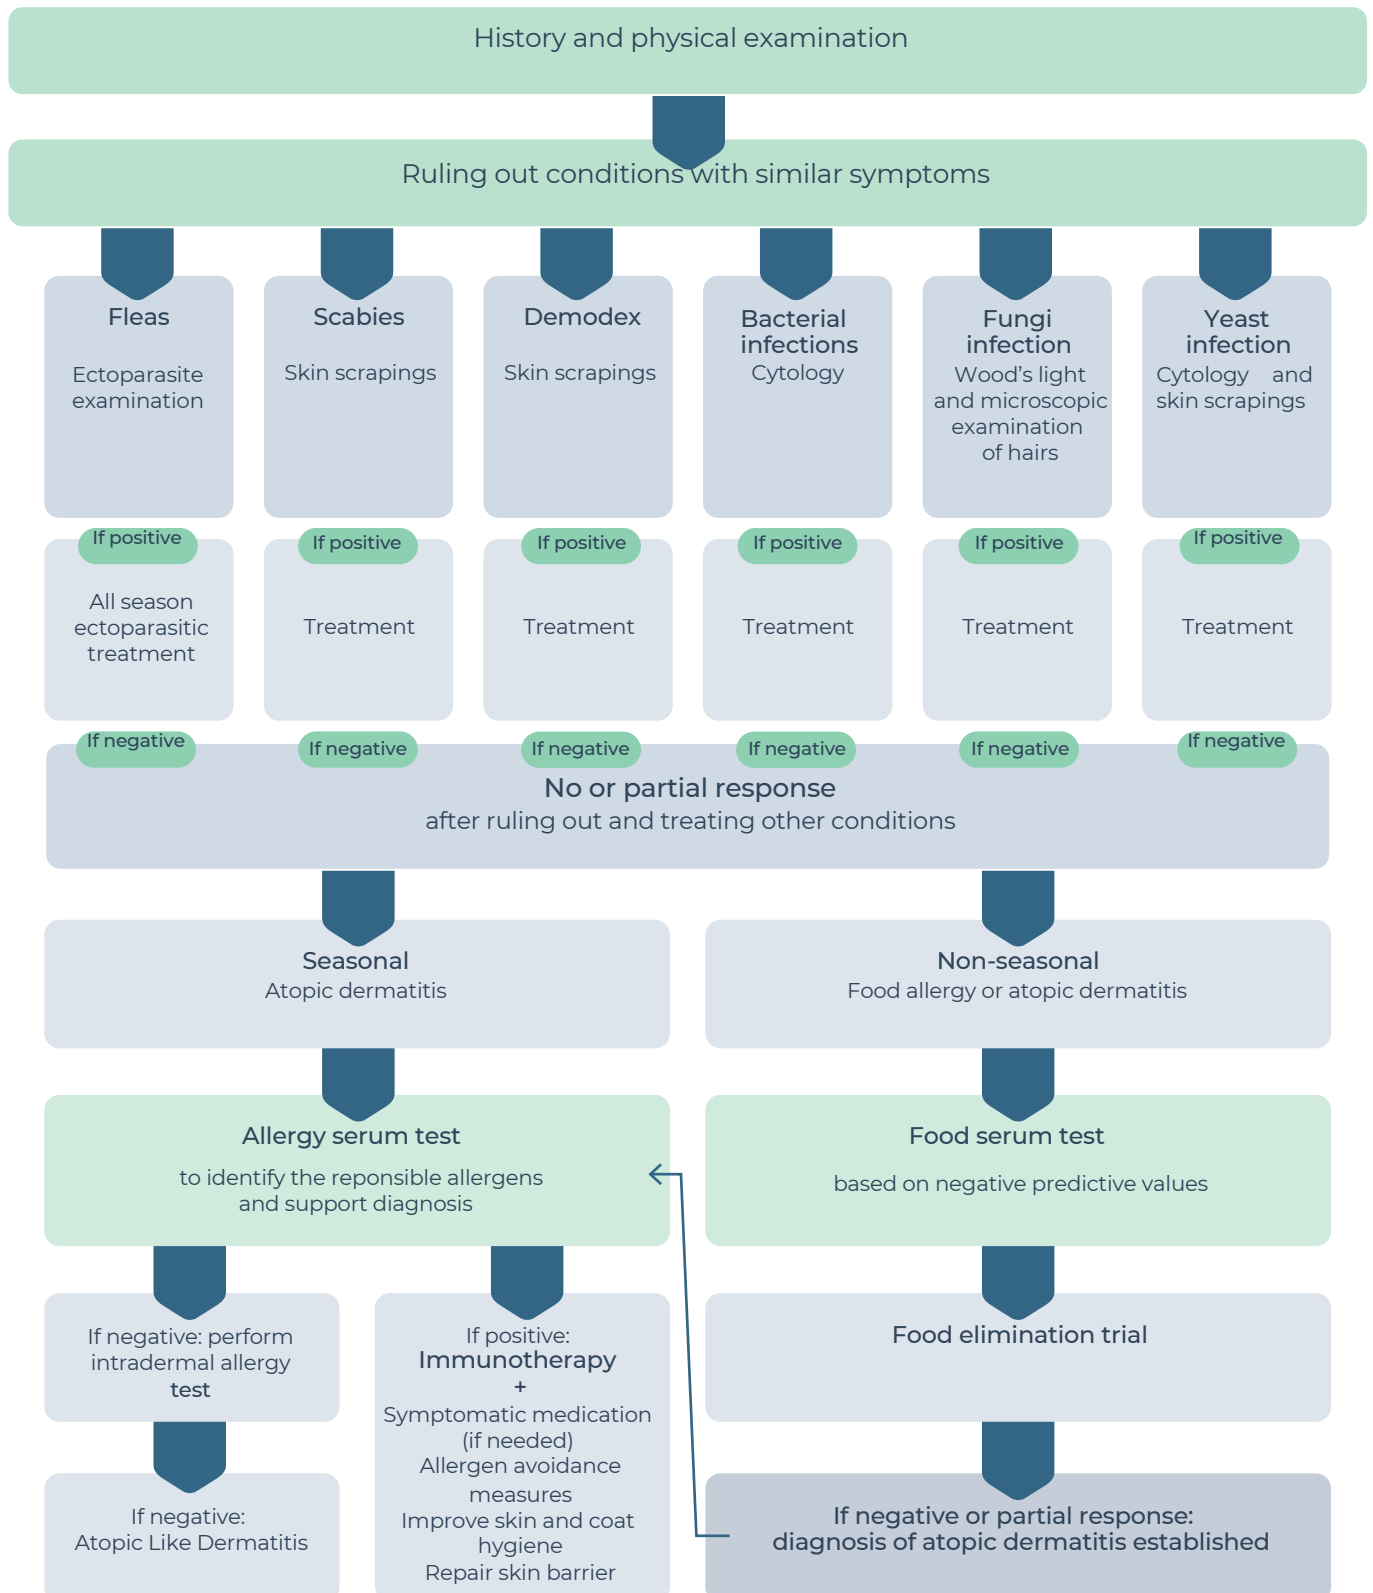 History and physical examination
Ruling out conditions with similar symptoms
Fleas
Ectoparasite
examination
Scabies
Skin scrapings
Demodex
Skin scrapings
Bacterial
infections
Cytology
Fungi
infection
Wood's light
and microscopic
examination
of hairs
Yeast
infection
Cytology and
skin scrapings
If positive
All season
ectoparasitic
treatment
If positive
Treatment
If positive
Treatment
If positive
Treatment
If positive
Treatment
If positive
Treatment
If negative
If negative
If negative
If negative
If negative
If negative
No or partial response
after ruling out and treating other conditions
Seasonal
Atopic dermatitis
Non-seasonal
Food allergy or atopic dermatitis
Allergy serum test
to identify the reponsible allergens
and support diagnosis
Food serum test
based on negative predictive values
If negative: perform
intradermal allergy
test
If positive:
Immunotherapy
+
Symptomatic medication
(if needed)
Allergen avoidance
measures
Improve skin and coat
hygiene
Repair skin barrier
Food elimination trial
If negative:
Atopic Like Dermatitis
If negative or partial response:
diagnosis of atopic dermatitis established